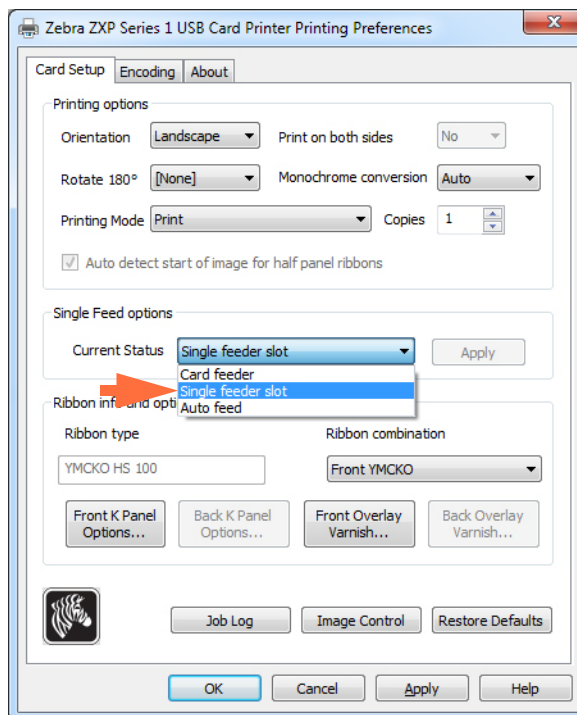 Zebra ZXP Series 1 USB Card Printer Printing Preferences
Card Setup Encoding About
Printing options
Orientation Landscape Print on both sides No
Rotate 180° [None] Monochrome conversion Auto
Printing Mode Print Copies 1
Auto detect start of image for half panel ribbons
Single Feed options
Current Status Single feeder slot Apply
Card feeder
Single feeder slot
Auto feed
Ribbon info and opti
Ribbon type Ribbon combination
YMCKO HS 100 Front YMCKO
Front K Panel Options... Back K Panel Options... Front Overlay Varnish... Back Overlay Varnish...
Job Log Image Control Restore Defaults
OK Cancel Apply Help